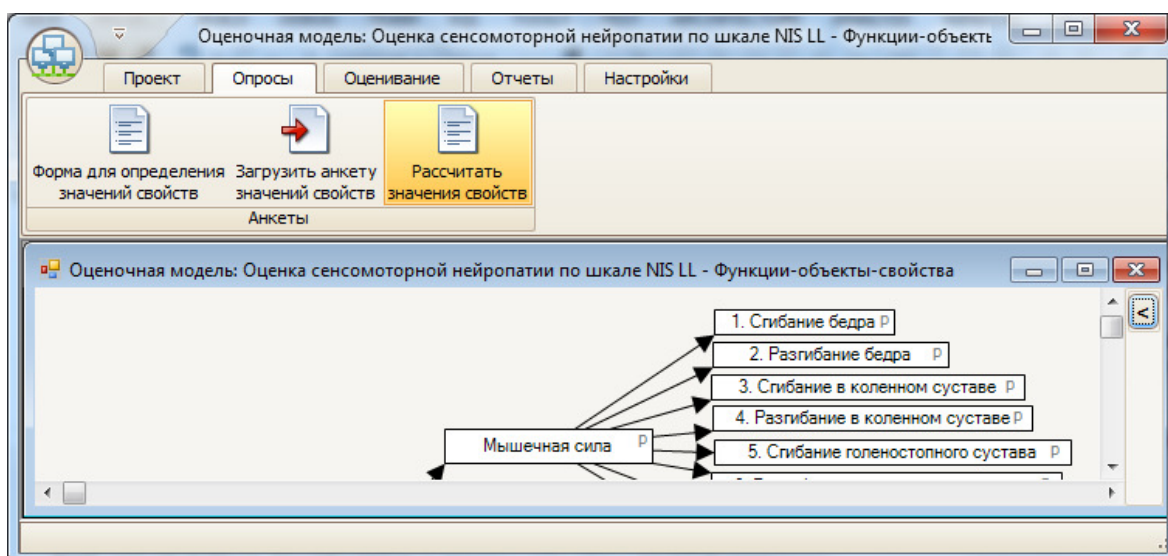 Оценочная модель: Оценка сенсомоторной нейропатии по шкале NIS LL - Функции-объекть
Проект Опросы Оценивание Отчеты Настройки
Форма для определения Загрузить анкету Рассчитать
значений свойств значений свойств значения свойств
Анкеты
Оценочная модель: Оценка сенсомоторной нейропатии по шкале NIS LL - Функции-объекты-свойства
<
1. Сгибание бедра p
2. Разгибание бедра p
3. Сгибание в коленном суставе p
4. Разгибание в коленном суставе p
Мышечная сила p
5. Сгибание голеностопного сустава p